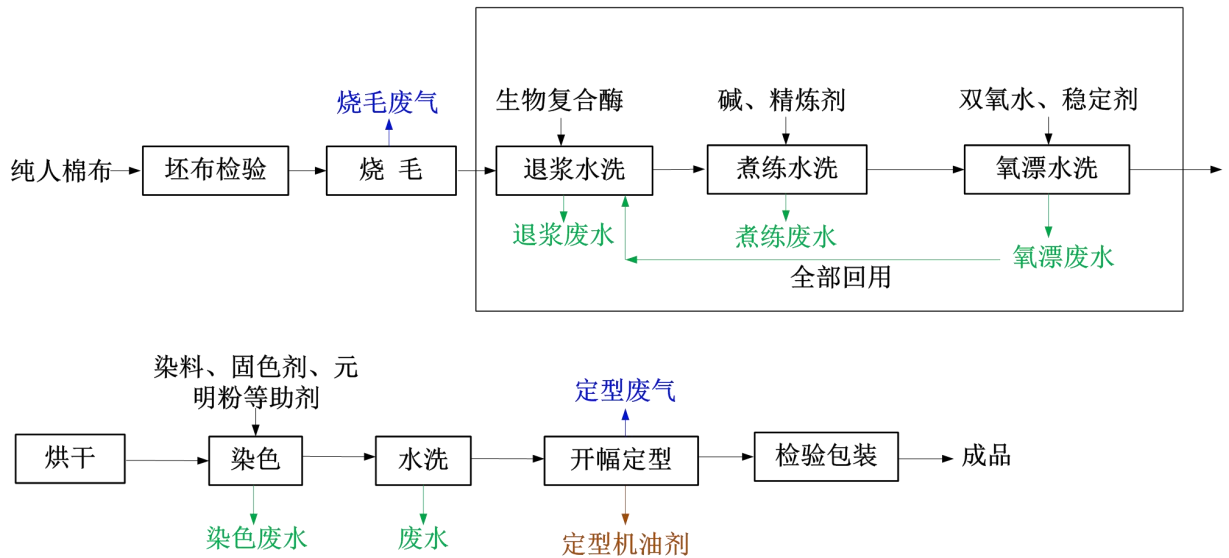 烧毛废气
生物复合酶
碱、精炼剂
双氧水、稳定剂
纯人棉布
坯布检验
烧 毛
退浆水洗
煮练水洗
氧漂水洗
退浆废水
煮练废水
氧漂废水
全部回用
染料、固色剂、元
明粉等助剂
定型废气
烘干
染色
水洗
开幅定型
检验包装
成品
染色废水
废水
定型机油剂